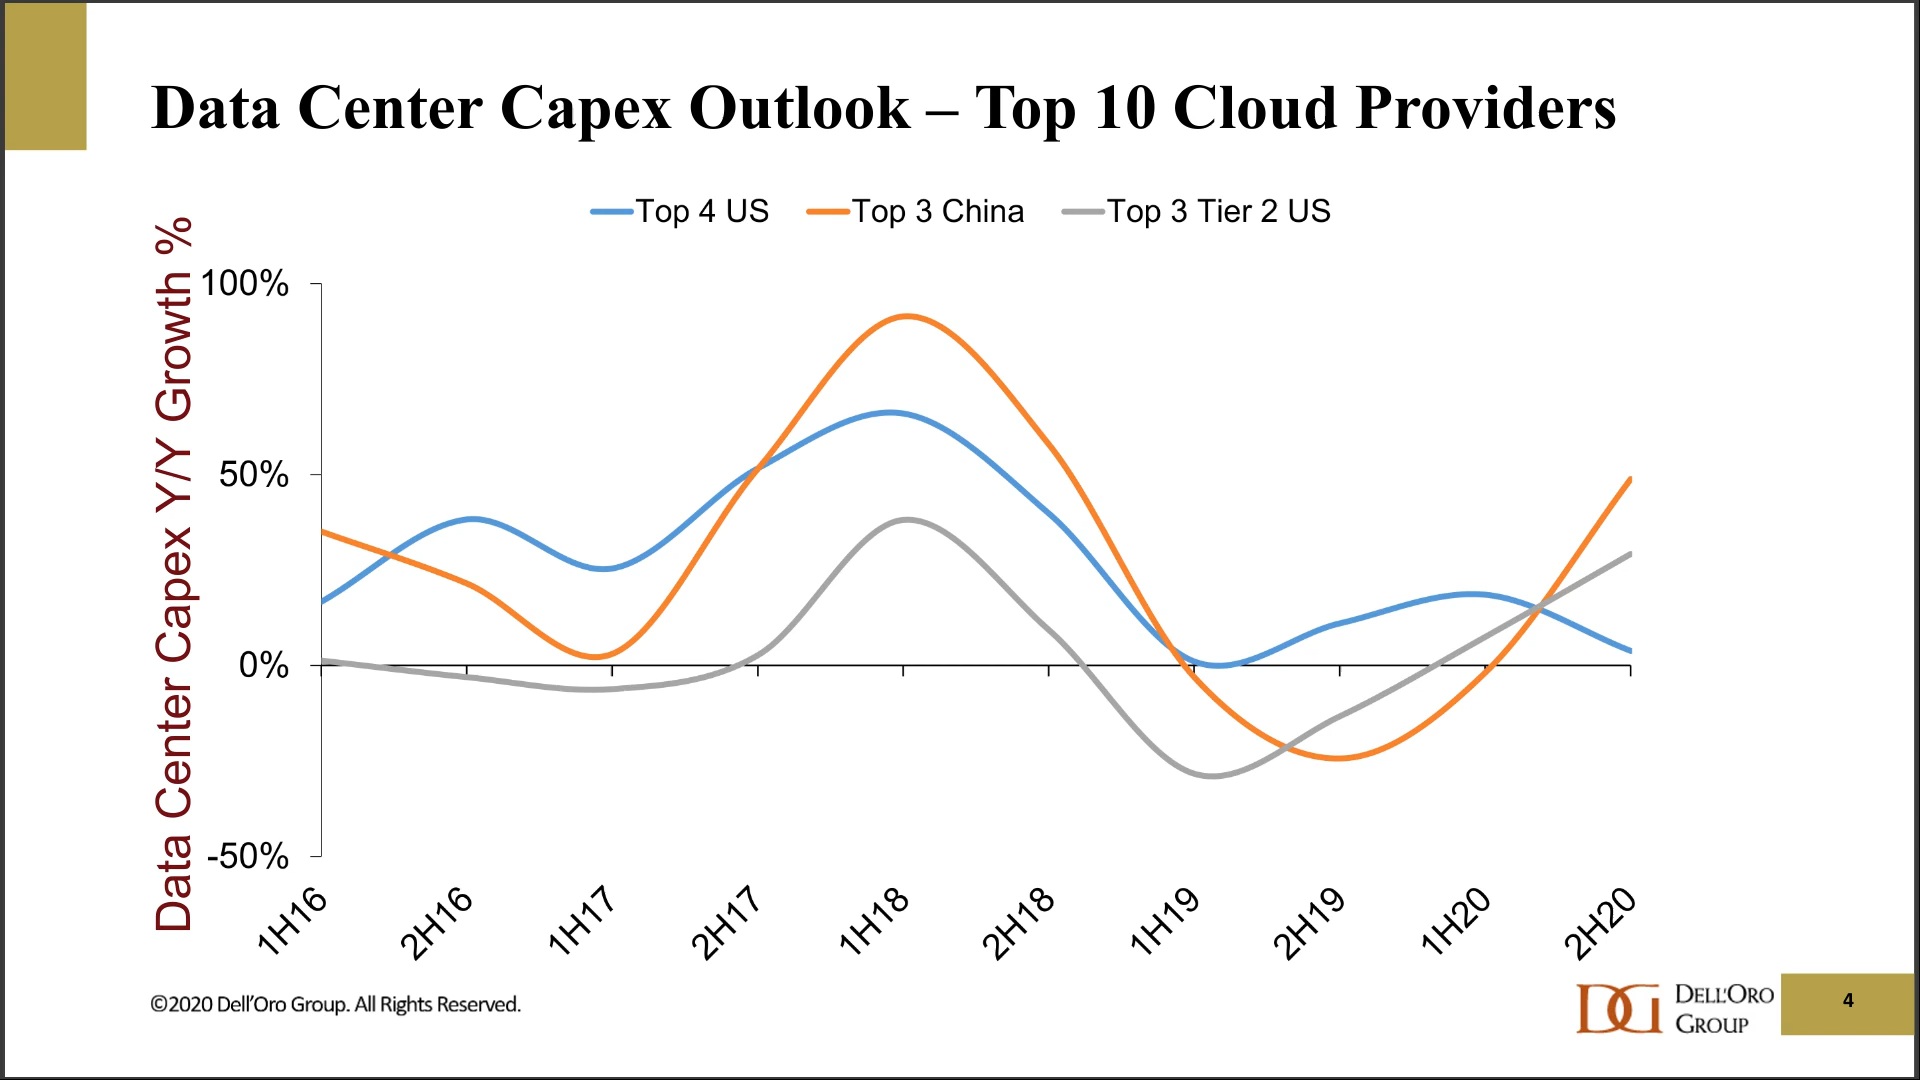 Data Center Capex Outlook – Top 10 Cloud Providers
Top 4 US Top 3 China Top 3 Tier 2 US
Data Center Capex Y/Y Growth %
100%
50%
0%
-50%
1H16 2H16 1H17 2H17 1H18 2H18 1H19 2H19 1H20 2H20
©2020 Dell’Oro Group. All Rights Reserved.
DG
DELL'ORO
GROUP
4